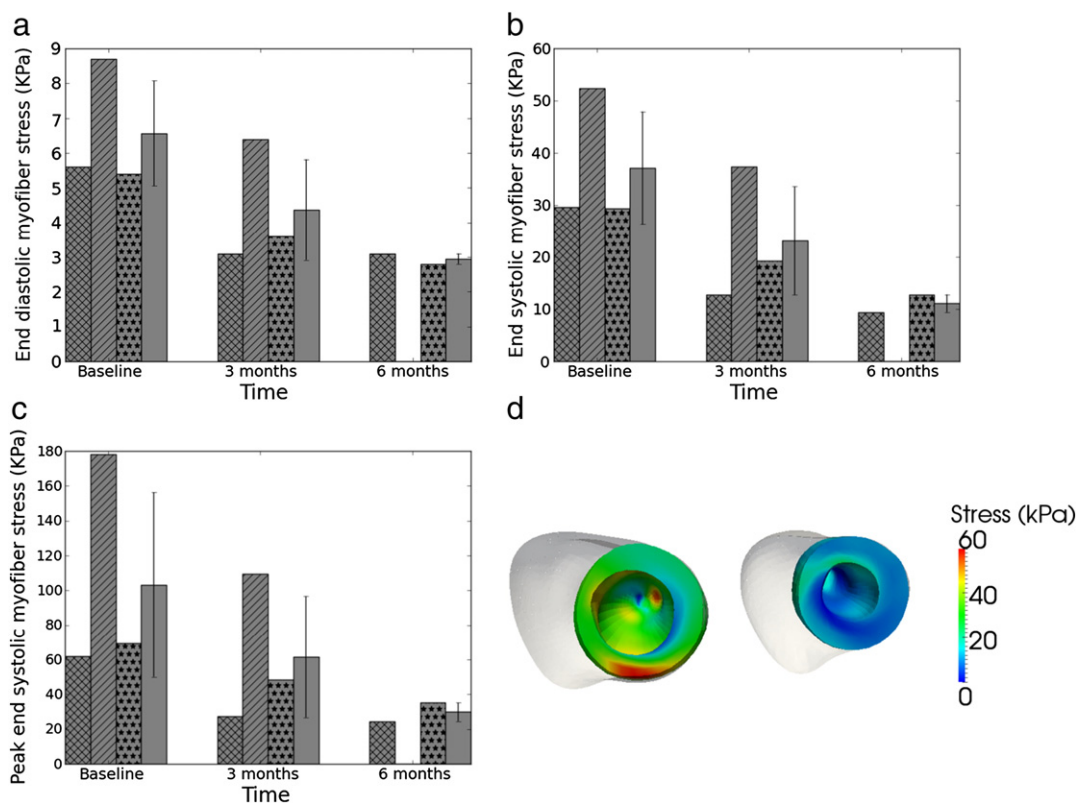 a
End diastolic myofiber stress (KPa)
9
8
7
6
5
4
3
2
1
0
Baseline
3 months
6 months
Time
b
End systolic myofiber stress (KPa)
60
50
40
30
20
10
0
Baseline
3 months
6 months
Time
c
Peak end systolic myofiber stress (KPa)
180
160
140
120
100
80
60
40
20
0
Baseline
3 months
6 months
Time
d
Stress (kPa)
60
40
20
0